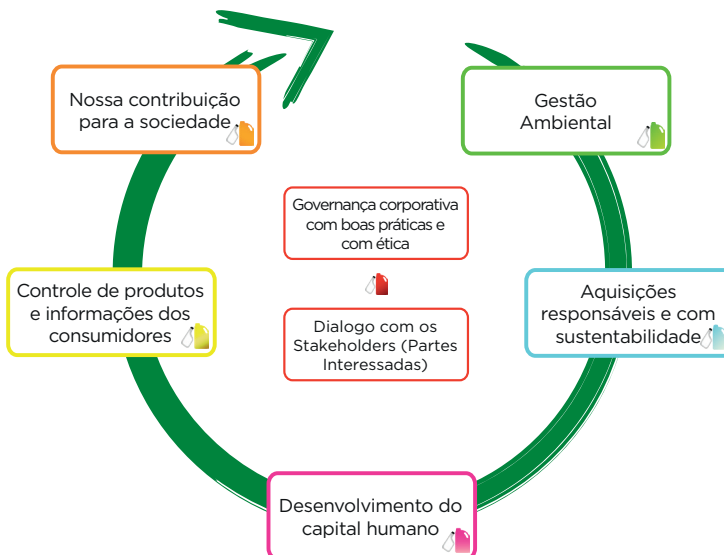 Nossa contribuição
para a sociedade
Gestão
Ambiental
Governança corporativa
com boas práticas e
com ética
Controle de produtos
e informações dos
consumidores
Aquisições
responsáveis e com
sustentabilidade
Dialogo com os
Stakeholders (Partes
Interessadas)
Desenvolvimento do
capital humano